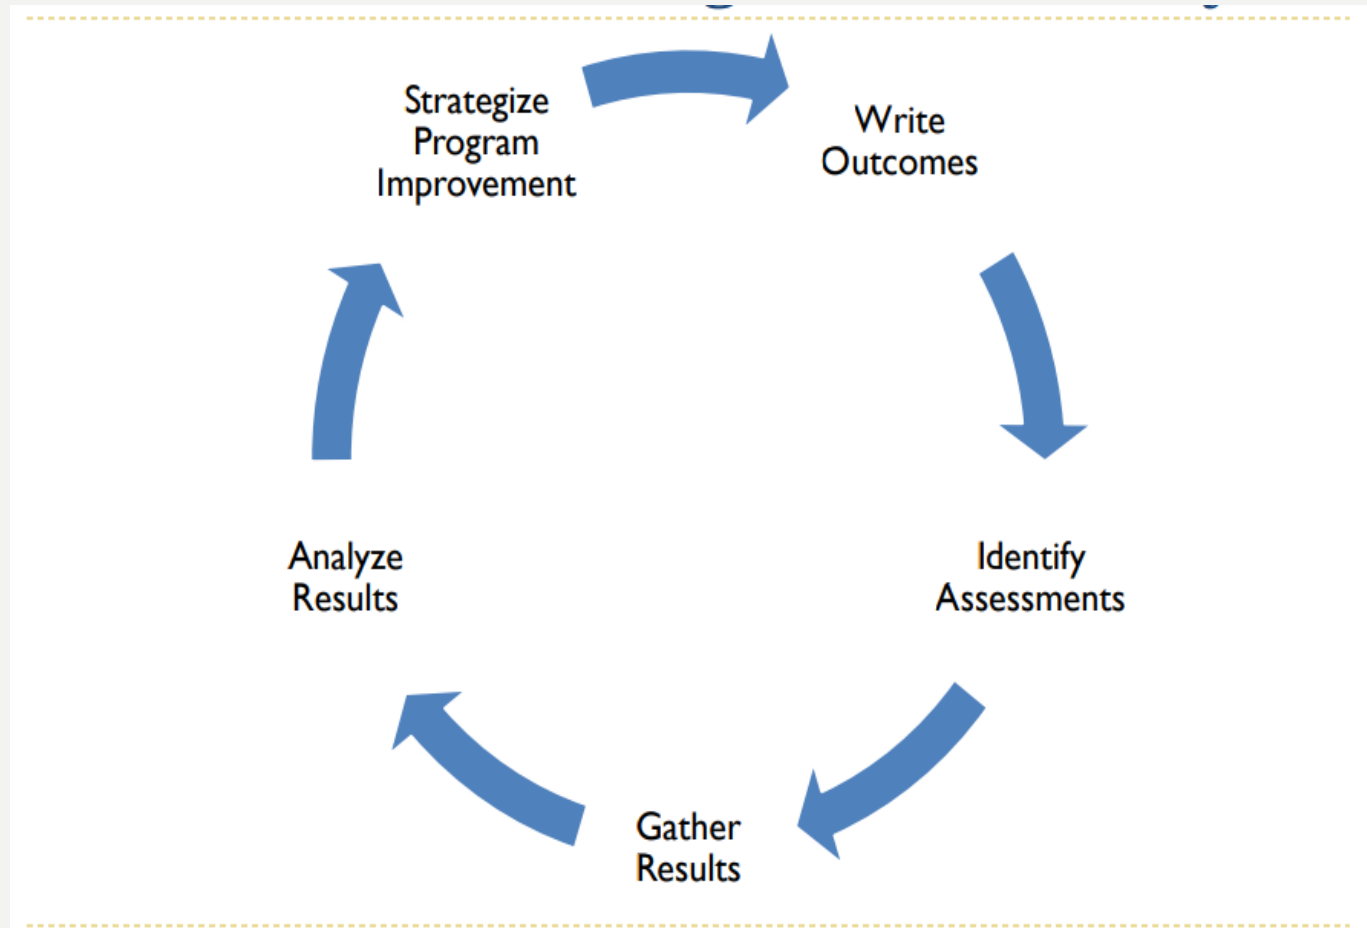 Strategize
Program
Improvement
Write
Outcomes
Identify
Assessments
Gather
Results
Analyze
Results